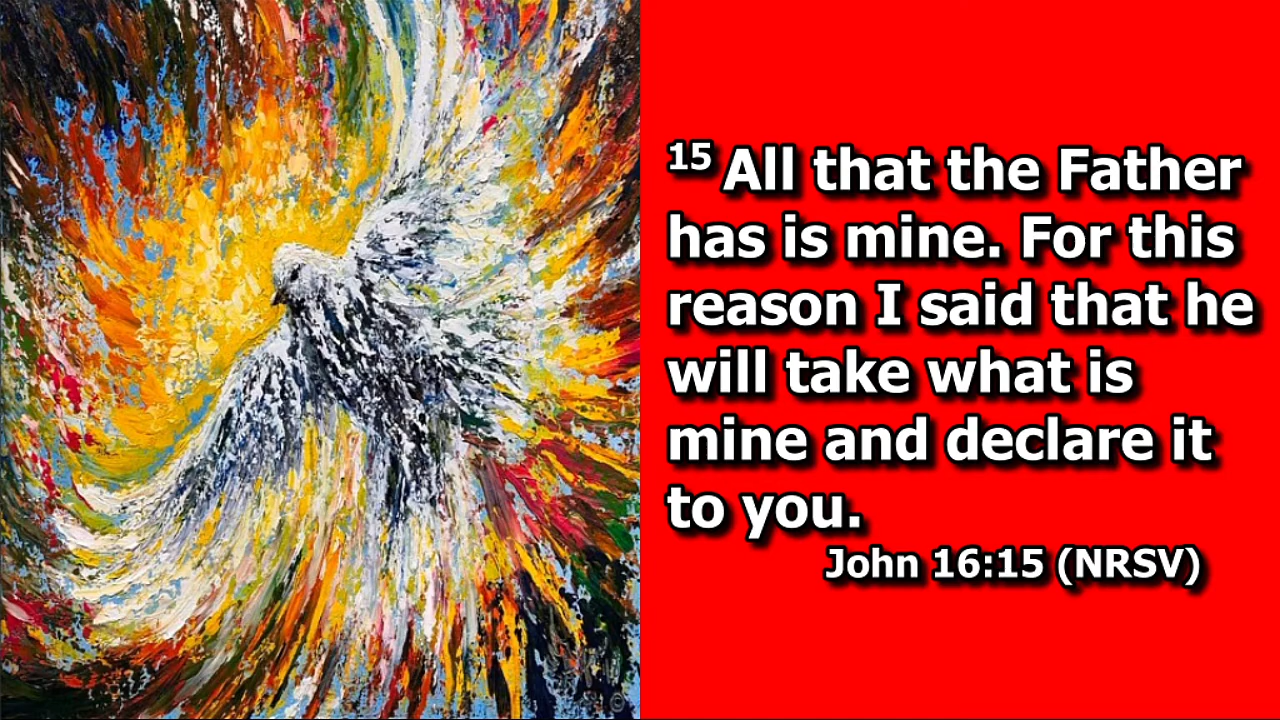 15 All that the Father
has is mine. For this
reason I said that he
will take what is
mine and declare it
to you.
John 16:15 (NRSV)